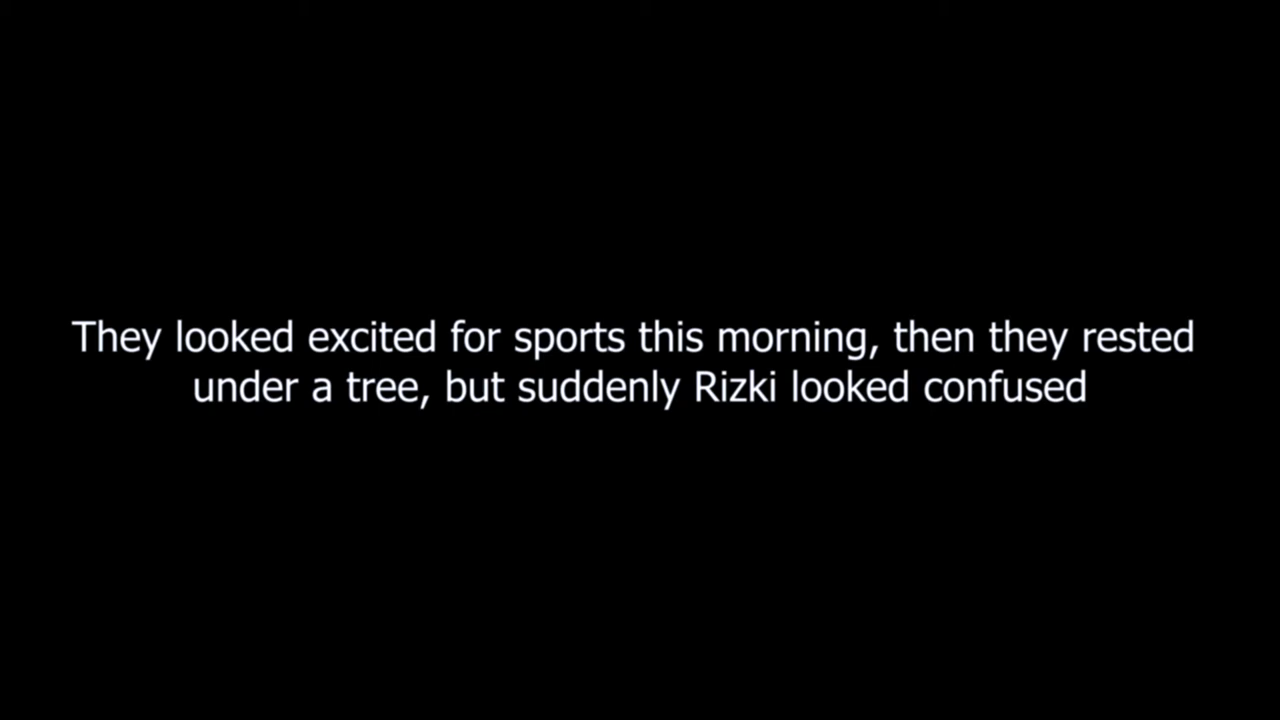 They looked excited for sports this morning, then they rested
under a tree, but suddenly Rizki looked confused